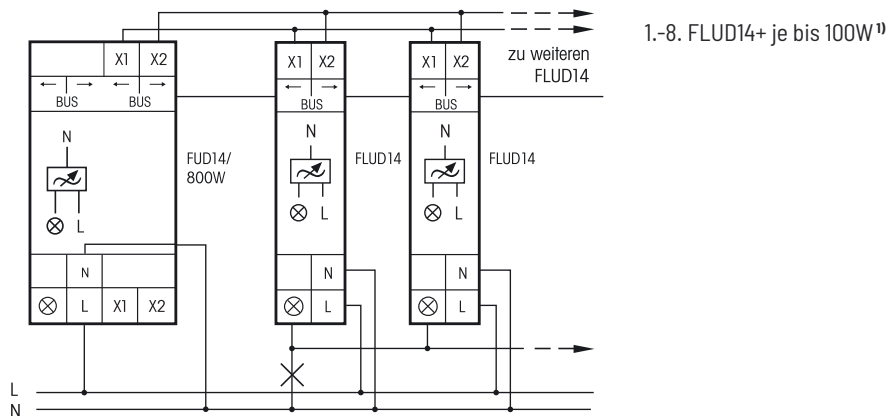 1.-8. FLUD14+ je bis 100W¹⁾
X1 X2
X1 X2
X1 X2
zu weiteren
FLUD14
BUS BUS
BUS
BUS
N
N
N
FUD14/
800W
FLUD14
FLUD14
L
L
L
N
N
N
L X1 X2
L
L
L
N